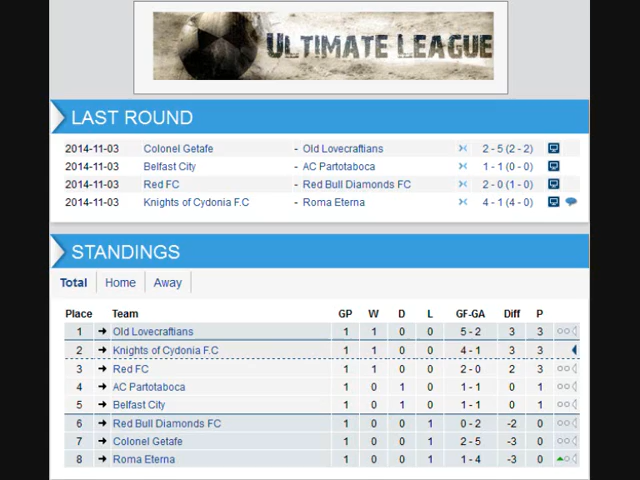 ULTIMATE LEAGUE
LAST ROUND
2014-11-03 Colonel Getafe - Old Lovecraftians 2 - 5 (2 - 2)
2014-11-03 Belfast City - AC Partotaboca 1 - 1 (0 - 0)
2014-11-03 Red FC - Red Bull Diamonds FC 2 - 0 (1 - 0)
2014-11-03 Knights of Cydonia F.C - Roma Eterna 4 - 1 (4 - 0)
STANDINGS
Total Home Away
Place Team GP W D L GF-GA Diff P
1 Old Lovecraftians 1 1 0 0 5 - 2 3 3
2 Knights of Cydonia F.C 1 1 0 0 4 - 1 3 3
3 Red FC 1 1 0 0 2 - 0 2 3
4 AC Partotaboca 1 0 1 0 1 - 1 0 1
5 Belfast City 1 0 1 0 1 - 1 0 1
6 Red Bull Diamonds FC 1 0 0 1 0 - 2 -2 0
7 Colonel Getafe 1 0 0 1 2 - 5 -3 0
8 Roma Eterna 1 0 0 1 1 - 4 -3 0